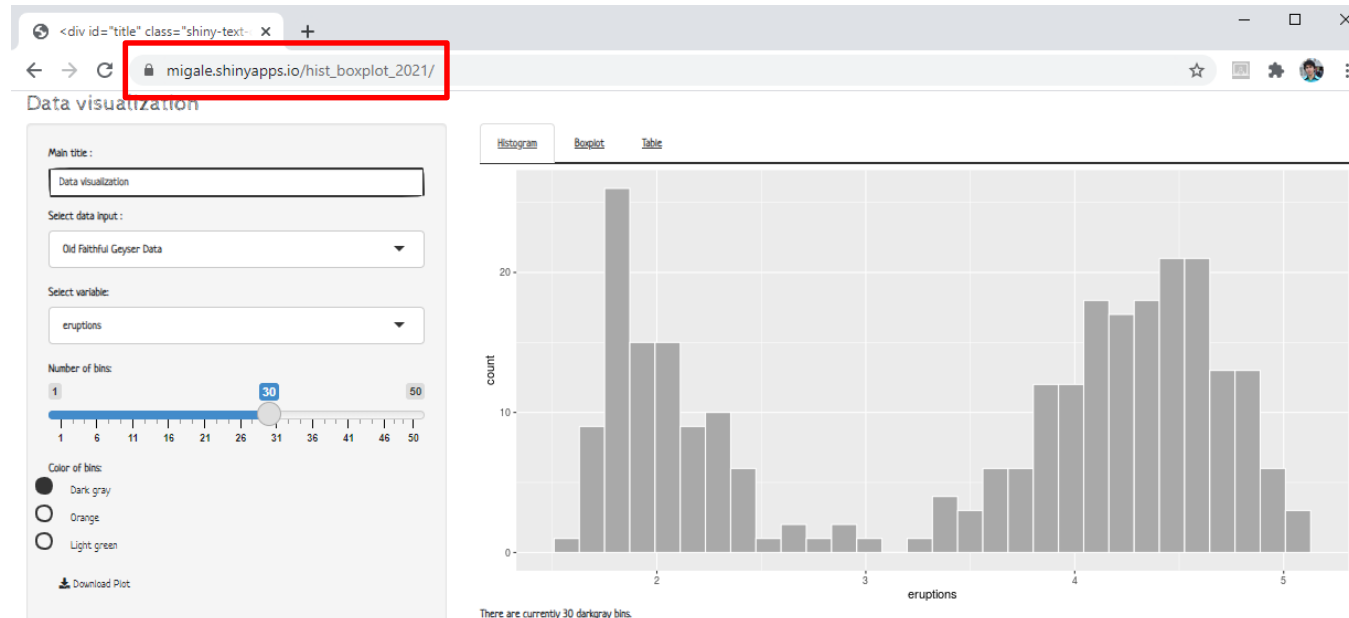 <div id="title" class="shiny-text-
migale.shinyapps.io/hist_boxplot_2021/
Data visualization
Main title :
Data visualization
Select data input :
Old Faithful Geyser Data
Select variable:
eruptions
Number of bins:
1 30 50
1 6 11 16 21 26 31 36 41 46 50
Color of bins:
Dark gray
Orange
Light green
Download Plot
Histogram Boxplot Table
count
20
10
0
2 3 4 5
eruptions
There are currently 30 darkgray bins.